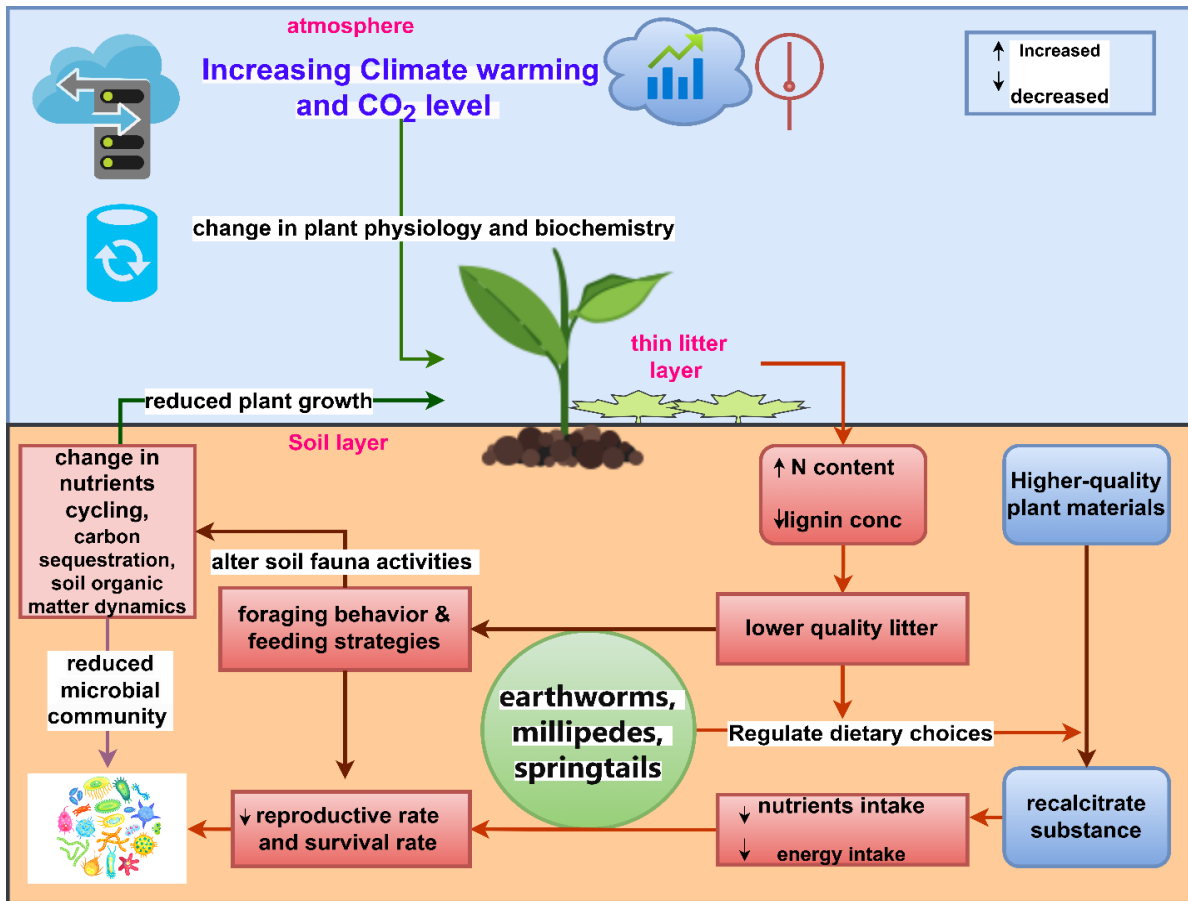 atmosphere
Increasing Climate warming
and CO₂ level
↑ Increased
↓ decreased
change in plant physiology and biochemistry
thin litter
layer
reduced plant growth
Soil layer
change in
nutrients
cycling,
carbon
sequestration,
soil organic
matter dynamics
↑ N content
↓lignin conc
Higher-quality
plant materials
alter soil fauna activities
foraging behavior &
feeding strategies
lower quality litter
reduced
microbial
community
earthworms,
millipedes,
springtails
Regulate dietary choices
↓ reproductive rate
and survival rate
↓ nutrients intake
↓ energy intake
recalcitrate
substance